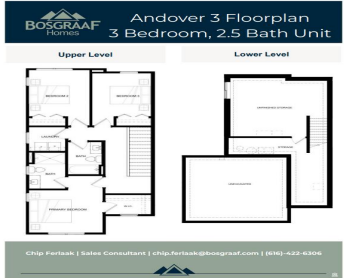 BOSGRAAF
Homes
Andover 3 Floorplan
3 Bedroom, 2.5 Bath Unit
Upper Level
Lower Level
BEDROOM 2
BEDROOM 3
LAUNDRY
BATH
BATH
PRIMARY BEDROOM
W.I.C.
STORAGE
UNEXCAVATED
Chip Ferlaak | Sales Consultant | chip.ferlaak@bosgraaf.com | (616)-422-6306